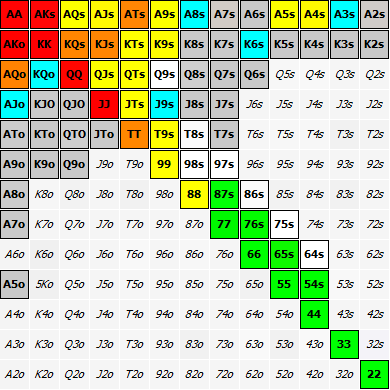 AA AKs AQs AJs ATs A9s A8s A7s A6s A5s A4s A3s A2s
AKo KK KQs KJs KTs K9s K8s K7s K6s K5s K4s K3s K2s
AQo KQo QQ QJs QTs Q9s Q8s Q7s Q6s Q5s Q4s Q3s Q2s
AJo KJO QJO JJ JTs J9s J8s J7s J6s J5s J4s J3s J2s
ATo KTo QTO JTo TT T9s T8s T7s T6s T5s T4s T3s T2s
A9o K9o Q9o J9o T9o 99 98s 97s 96s 95s 94s 93s 92s
A8o K8o Q8o J8o T8o 98o 88 87s 86s 85s 84s 83s 82s
A7o K7o Q7o J7o T7o 97o 87o 77 76s 75s 74s 73s 72s
A6o K6o Q6o J6o T6o 96o 86o 76o 66 65s 64s 63s 62s
A5o 5Ko Q5o J5o T5o 95o 85o 75o 65o 55 54s 53s 52s
A4o K4o Q4o J4o T4o 94o 84o 74o 64o 54o 44 43s 42s
A3o K3o Q3o J3o T3o 93o 83o 73o 63o 53o 43o 33 32s
A2o K2o Q2o J2o T2o 92o 82o 72o 62o 52o 42o 32o 22